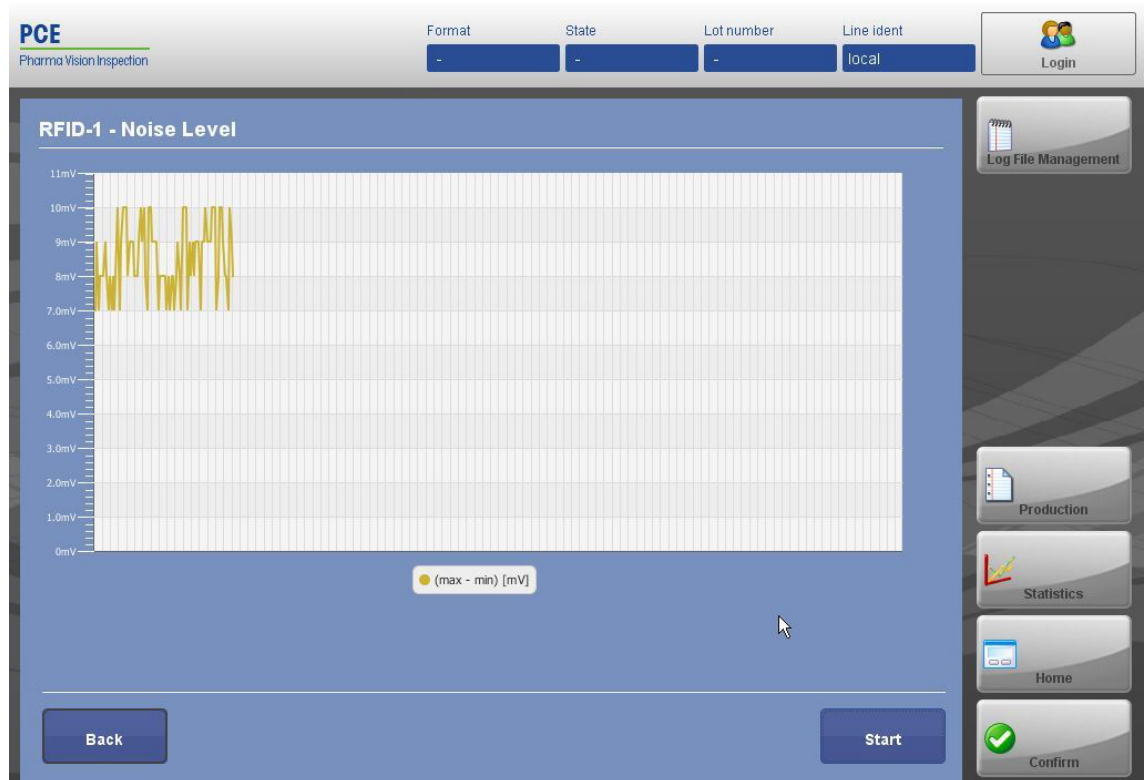 PCE
Pharma Vision Inspection
Format
State
Lot number
Line ident
-
-
-
local
Login
RFID-1 - Noise Level
Log File Management
11mV
10mV
9mV
8mV
7.0mV
6.0mV
5.0mV
4.0mV
3.0mV
2.0mV
1.0mV
0mV
(max - min) [mV]
Production
Statistics
Home
Back
Start
Confirm